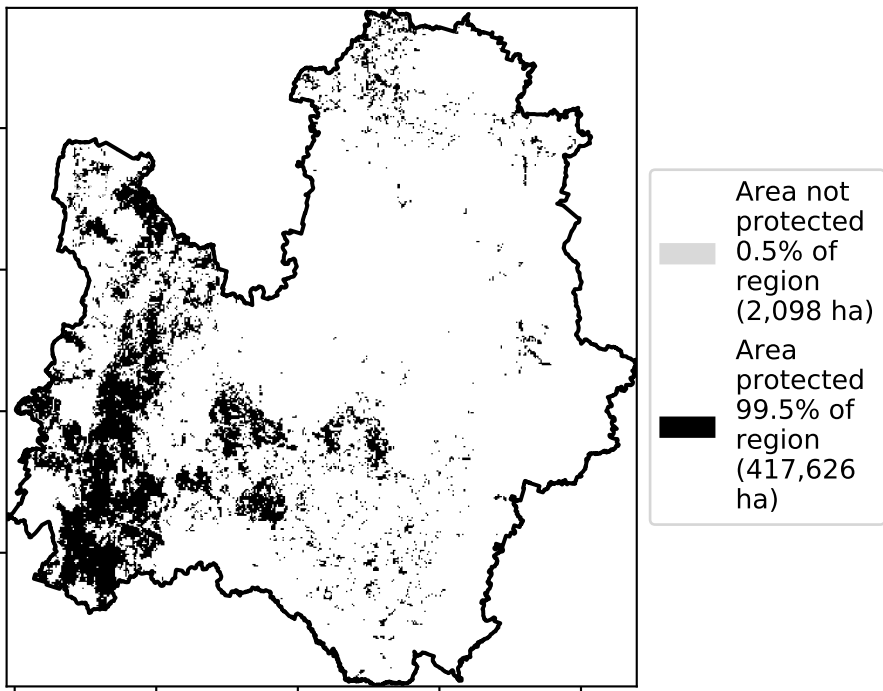 Area not
protected
0.5% of
region
(2,098 ha)
Area
protected
99.5% of
region
(417,626
ha)